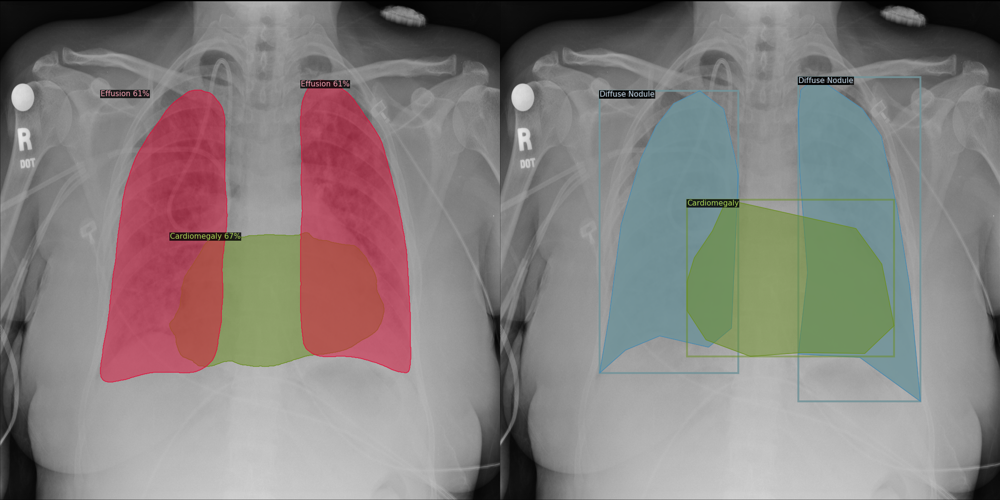 Effusion 61%
Effusion 61%
R
DOT
Cardiomegaly 67%
Diffuse Nodule
Diffuse Nodule
R
DOT
Cardiomegaly